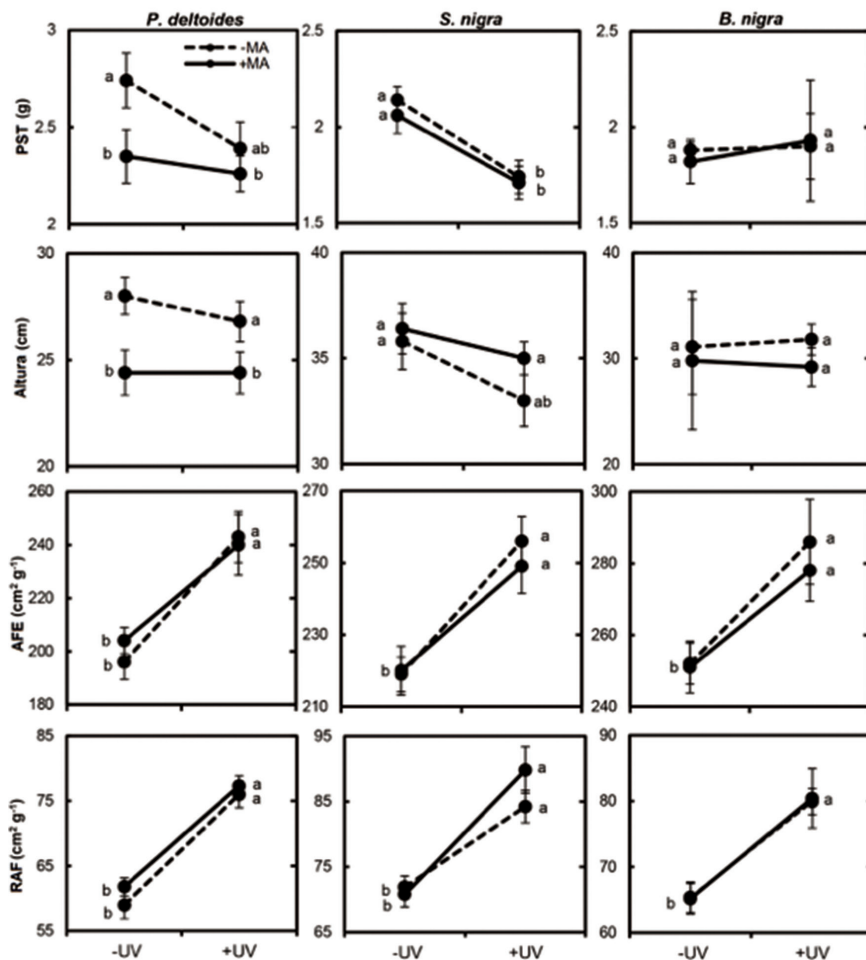 P. deltoides S. nigra B. nigra
3 2.5 2.5
-MA
+MA
a a a a
a a a
PST (g) 2.5 ab 2 2
b b b b a
b
2 1.5 1.5
30 40 40
a a a a a
Altura (cm) 25 35 a 30 a
b b ab a
20 30 20
260 270 300
a a a
240 a 250 a 280 a
AFE (cm² g⁻¹) 220
b 230 260
200 b b
b
180 210 240
85 95 90
a a
75 a 85 a 80 a
RAF (cm² g⁻¹)
65 75 70
b b b
b b
55 65 60
-UV +UV -UV +UV -UV +UV